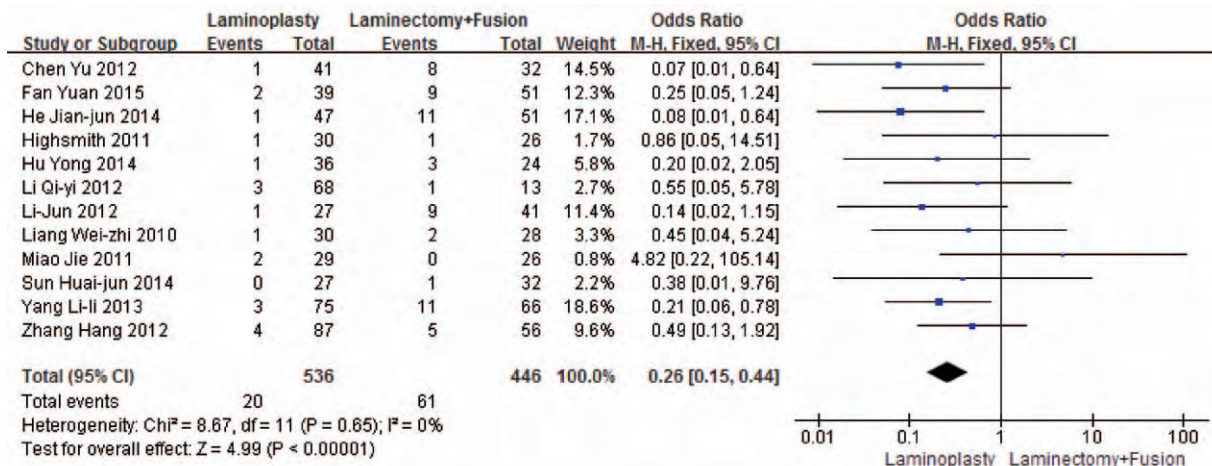 Laminoplasty Laminectomy+Fusion Odds Ratio Odds Ratio
Study or Subgroup Events Total Events Total Weight M-H, Fixed, 95% CI M-H, Fixed, 95% CI
Chen Yu 2012 1 41 8 32 14.5% 0.07 [0.01, 0.64]
Fan Yuan 2015 2 39 9 51 12.3% 0.25 [0.05, 1.24]
He Jian-jun 2014 1 47 11 51 17.1% 0.08 [0.01, 0.64]
Highsmith 2011 1 30 1 26 1.7% 0.86 [0.05, 14.51]
Hu Yong 2014 1 36 3 24 5.8% 0.20 [0.02, 2.05]
Li Qi-yi 2012 3 68 1 13 2.7% 0.55 [0.05, 5.78]
Li-Jun 2012 1 27 9 41 11.4% 0.14 [0.02, 1.15]
Liang Wei-zhi 2010 1 30 2 28 3.3% 0.45 [0.04, 5.24]
Miao Jie 2011 2 29 0 26 0.8% 4.82 [0.22, 105.14]
Sun Huai-jun 2014 0 27 1 32 2.2% 0.38 [0.01, 9.76]
Yang Li-li 2013 3 75 11 66 18.6% 0.21 [0.06, 0.78]
Zhang Hang 2012 4 87 5 56 9.6% 0.49 [0.13, 1.92]
Total (95% CI) 536 446 100.0% 0.26 [0.15, 0.44]
Total events 20 61
Heterogeneity: Chi² = 8.67, df = 11 (P = 0.65); I² = 0%
Test for overall effect: Z = 4.99 (P < 0.00001)
0.01 0.1 1 10 100
Laminoplasty Laminectomy+Fusion